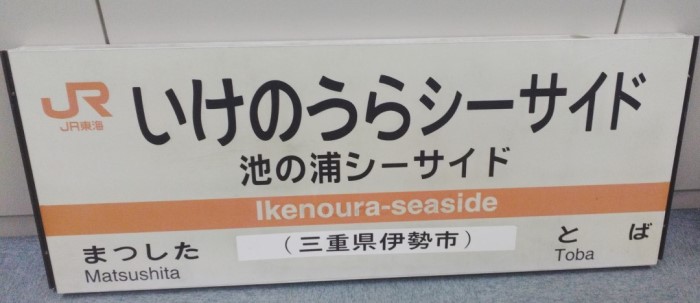 JR
JR東海
いけのうらシーサイド
池の浦シーサイド
Ikenoura-seaside
まつした
Matsushita
(三重県伊勢市)
とば
Toba